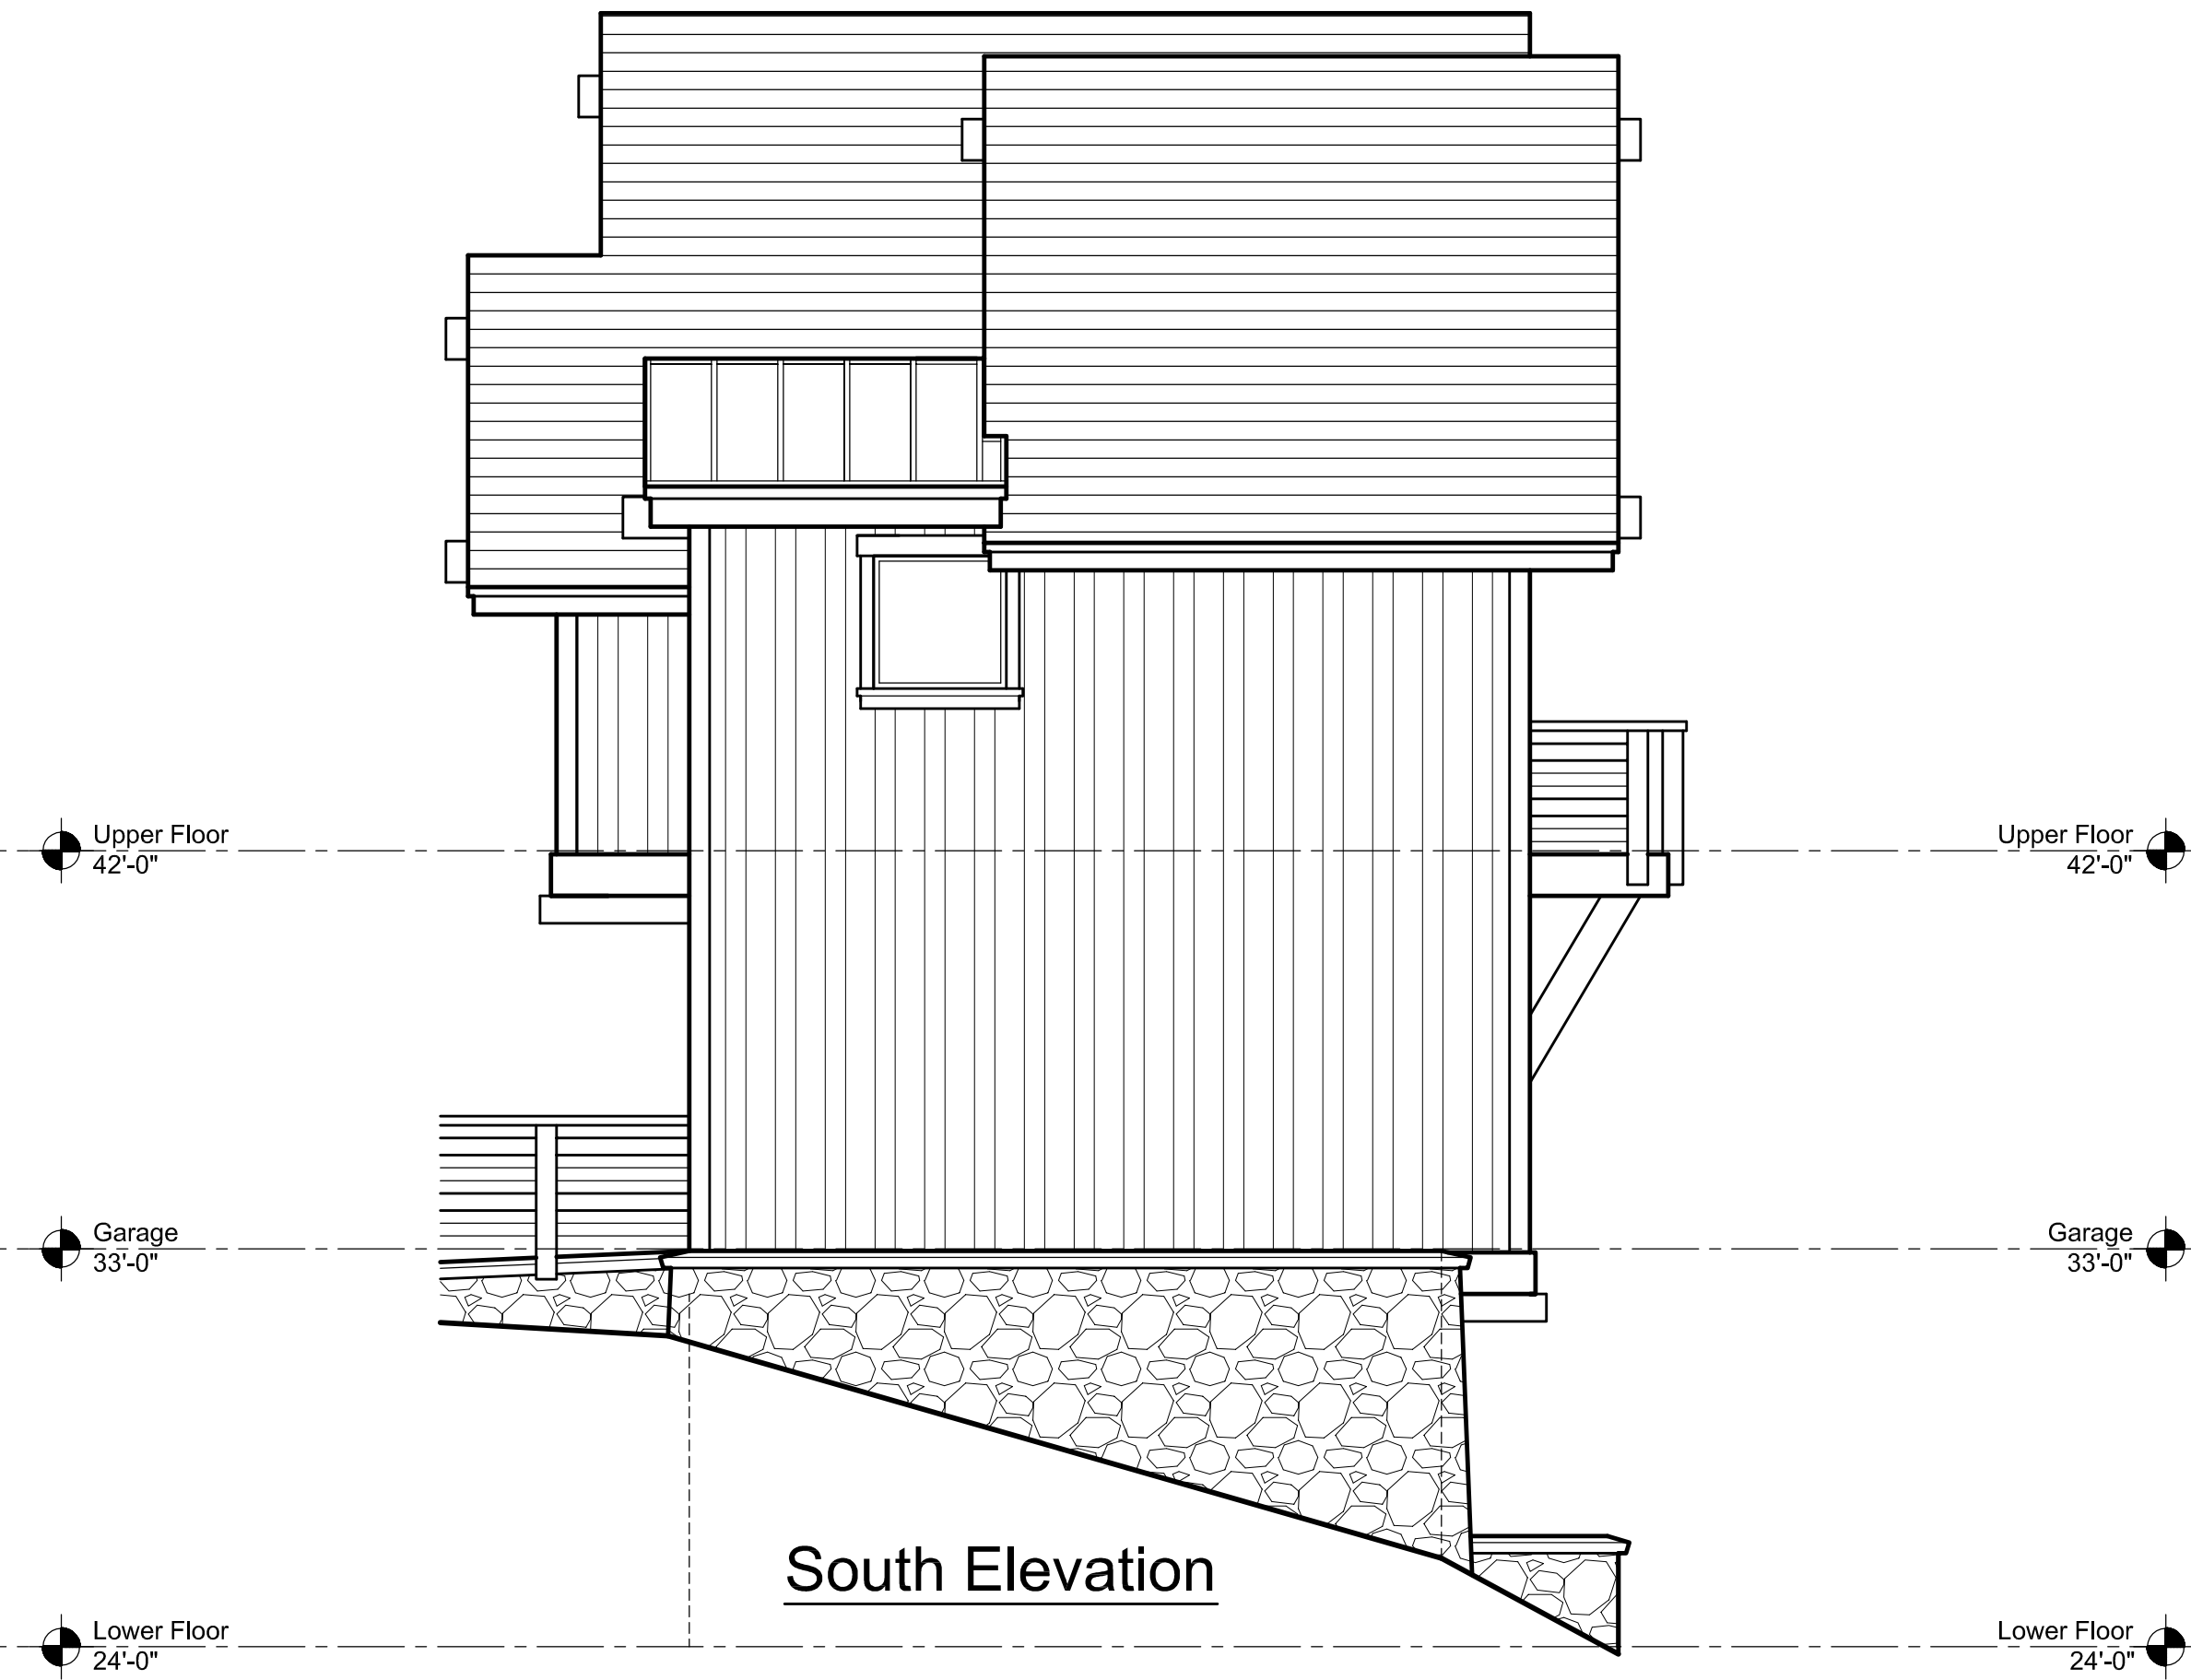 Upper Floor
42'-0"
Upper Floor
42'-0"
Garage
33'-0"
Garage
33'-0"
South Elevation
Lower Floor
24'-0"
Lower Floor
24'-0"